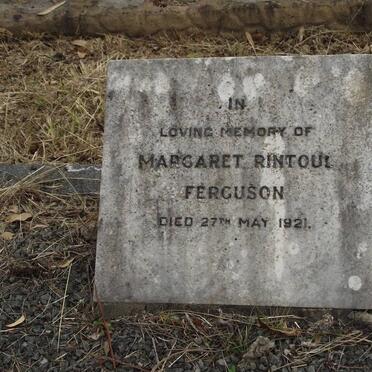 IN
LOVING MEMORY OF
MARGARET RINTOUL
FERGUSON
DIED 27TH MAY 1921.